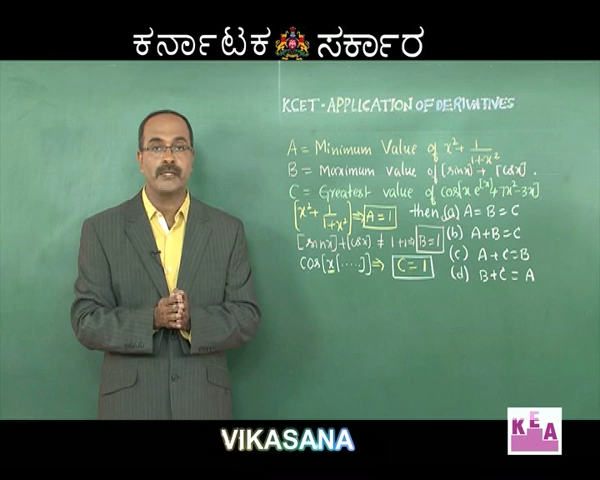 ಕರ್ನಾಟಕ ಸರ್ಕಾರ
KCET - APPLICATION OF DERIVATIVES
A = Minimum Value of x² + 1/(1+x²)
B = Maximum value of [sinx] + [cosx].
C = Greatest value of cos[x e^[x] + 7x² - 3x]
[x² + 1/(1+x²)] ⇒ A = 1 then (a) A = B = C
[sinx] + [cosx] ≠ 1 + 1 ⇒ B = 1 (b) A + B = C
cos[x[.....]] ⇒ C = 1 (c) A + C = B
(d) B + C = A
KEA
VIKASANA